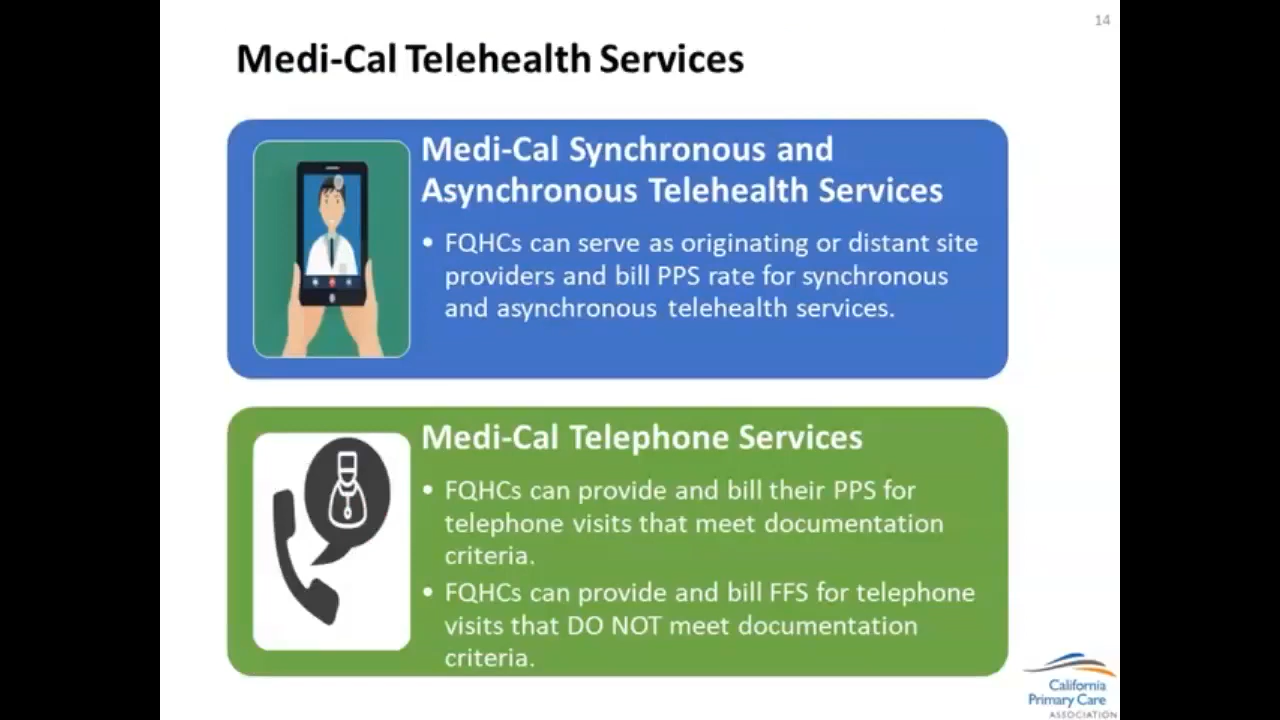 14
Medi-Cal Telehealth Services
Medi-Cal Synchronous and
Asynchronous Telehealth Services
• FQHCs can serve as originating or distant site
providers and bill PPS rate for synchronous
and asynchronous telehealth services.
Medi-Cal Telephone Services
• FQHCs can provide and bill their PPS for
telephone visits that meet documentation
criteria.
• FQHCs can provide and bill FFS for telephone
visits that DO NOT meet documentation
criteria.
California
Primary Care
ASSOCIATION